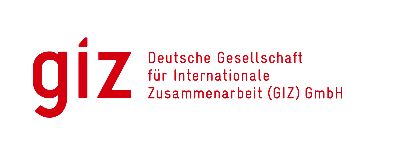 giz
Deutsche Gesellschaft
für Internationale
Zusammenarbeit (GIZ) GmbH